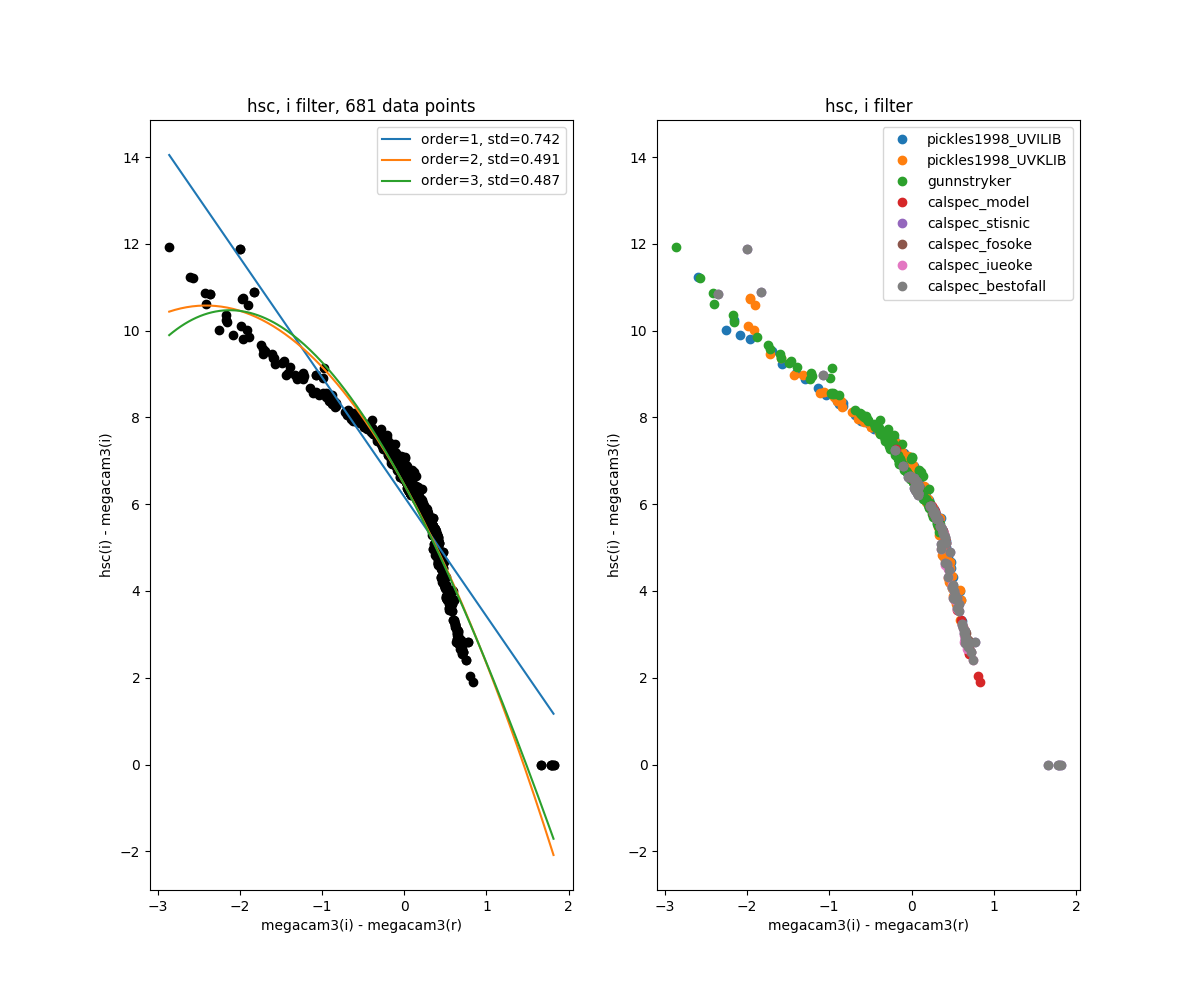 hsc, i filter, 681 data points
order=1, std=0.742
order=2, std=0.491
order=3, std=0.487
14
12
10
8
6
4
2
0
−2
−3
−2
−1
0
1
2
hsc(i) - megacam3(i)
megacam3(i) - megacam3(r)
hsc, i filter
pickles1998_UVILIB
pickles1998_UVKLIB
gunnstryker
calspec_model
calspec_stisnic
calspec_fosoke
calspec_iueoke
calspec_bestofall
14
12
10
8
6
4
2
0
−2
−3
−2
−1
0
1
2
hsc(i) - megacam3(i)
megacam3(i) - megacam3(r)